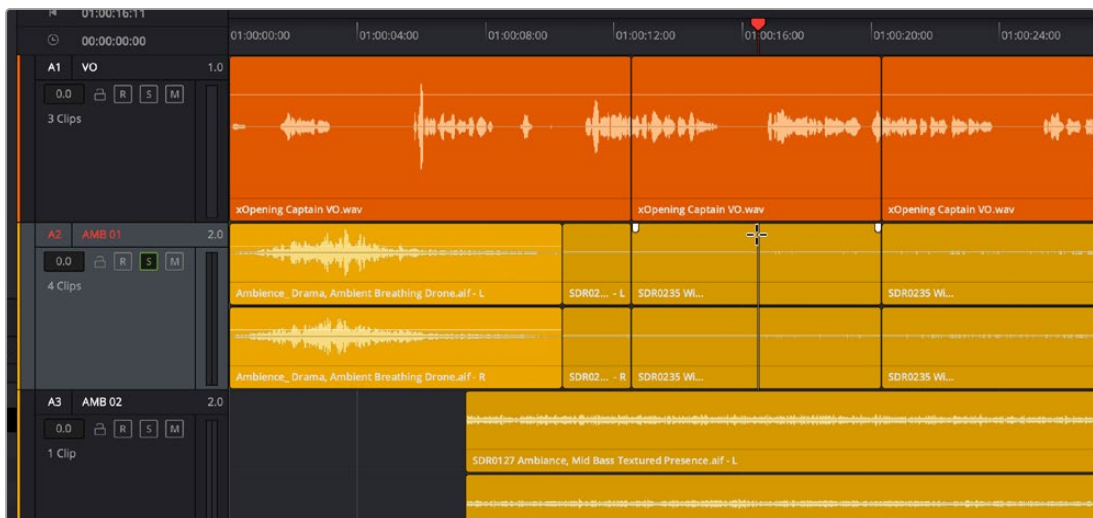 01:00:16:11
00:00:00:00
01:00:00:00 01:00:04:00 01:00:08:00 01:00:12:00 01:00:16:00 01:00:20:00 01:00:24:00
A1 VO 1.0
0.0 R S M
3 Clips
xOpening Captain VO.wav xOpening Captain VO.wav xOpening Captain VO.wav
A2 AMB 01 2.0
0.0 R S M
4 Clips
Ambience_ Drama, Ambient Breathing Drone.aif - L SDR02... - L SDR0235 Wi... SDR0235 Wi...
Ambience_ Drama, Ambient Breathing Drone.aif - R SDR02... - R SDR0235 Wi... SDR0235 Wi...
A3 AMB 02 2.0
0.0 R S M
1 Clip
SDR0127 Ambiance, Mid Bass Textured Presence.aif - L